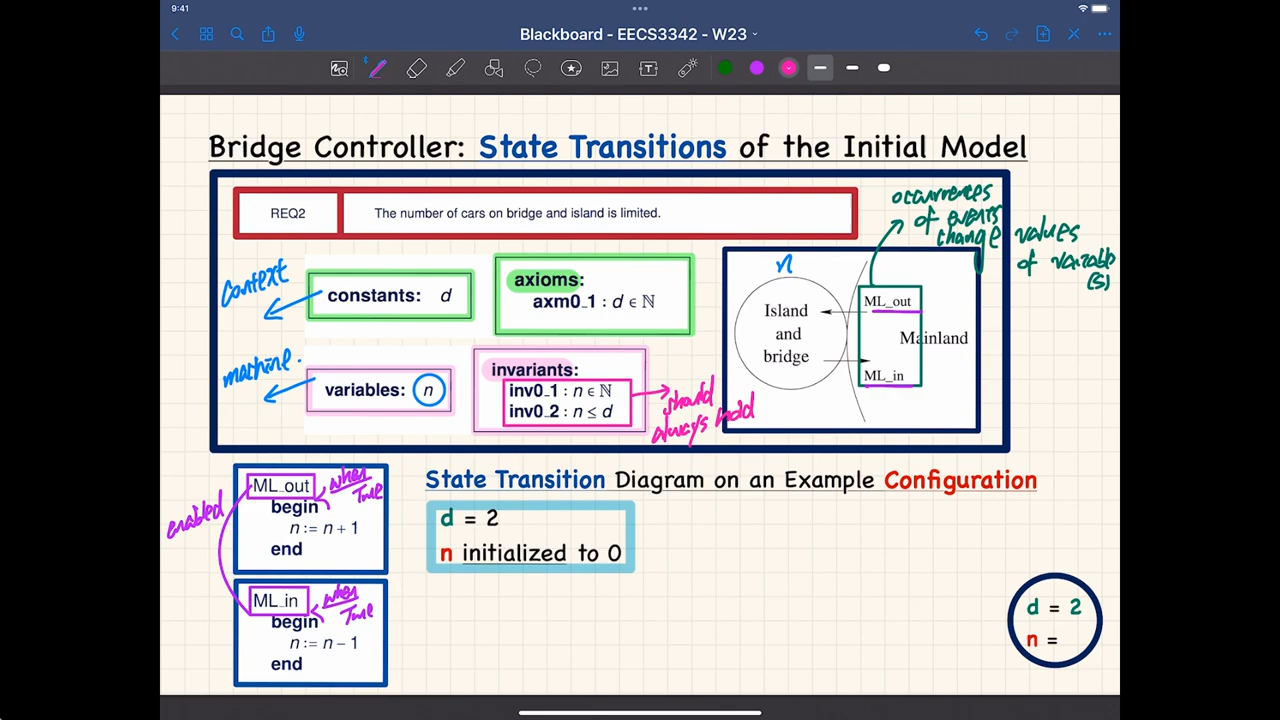 9:41
Blackboard - EECS3342 - W23
Bridge Controller: State Transitions of the Initial Model
REQ2
The number of cars on bridge and island is limited.
occurrences
of events
change values
of variable
(s)
context
constants: d
axioms:
axm0_1 : d ∈ ℕ
n
ML_out
Island
and
bridge
Mainland
ML_in
machine.
variables: n
invariants:
inv0_1 : n ∈ ℕ
inv0_2 : n ≤ d
should
always hold
enabled
ML_out
when
True
begin
n := n + 1
end
ML_in
when
True
begin
n := n − 1
end
State Transition Diagram on an Example Configuration
d = 2
n initialized to 0
d = 2
n =